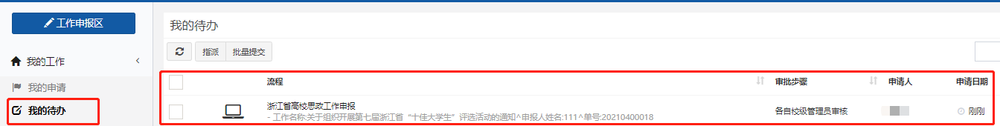 工作申报区
我的待办
指派 批量提交
我的工作
流程 审批步骤 申请人 申请日期
我的申请
我的待办
浙江省高校思政工作申报
- 工作名称:关于组织开展第七届浙江省“十佳大学生”评选活动的通知^申报人姓名:111^单号:20210400018
各自校级管理员审核 刚刚